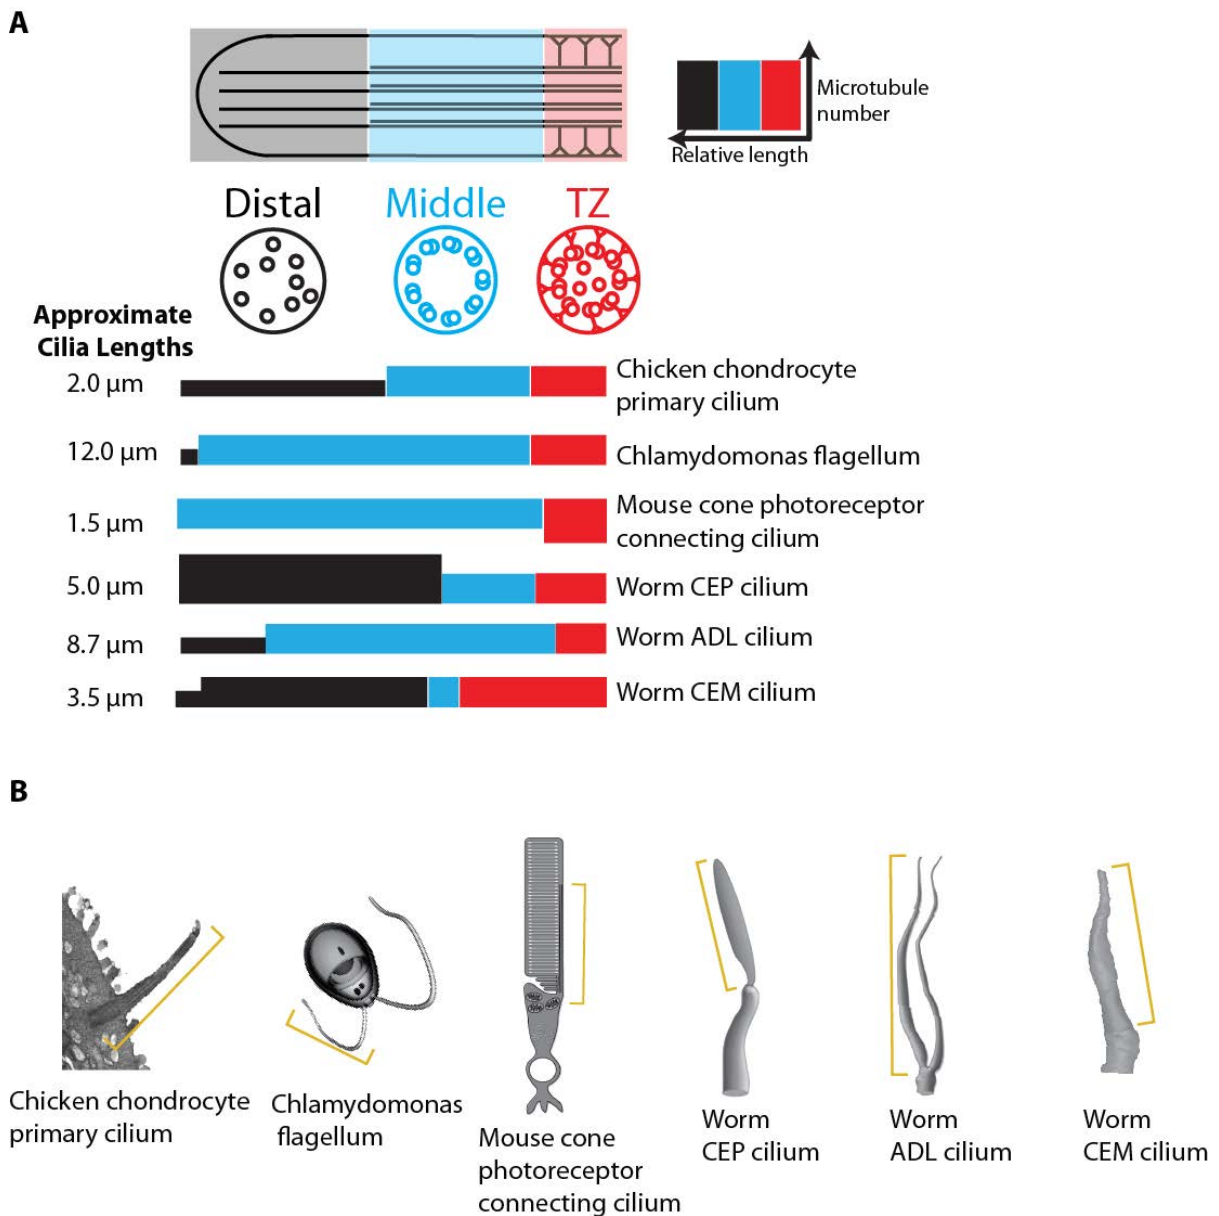 A
Microtubule
number
Relative length
Distal
Middle
TZ
Approximate
Cilia Lengths
2.0 μm
Chicken chondrocyte
primary cilium
12.0 μm
Chlamydomonas flagellum
1.5 μm
Mouse cone photoreceptor
connecting cilium
5.0 μm
Worm CEP cilium
8.7 μm
Worm ADL cilium
3.5 μm
Worm CEM cilium
B
Chicken chondrocyte
primary cilium
Chlamydomonas
flagellum
Mouse cone
photoreceptor
connecting cilium
Worm
CEP cilium
Worm
ADL cilium
Worm
CEM cilium